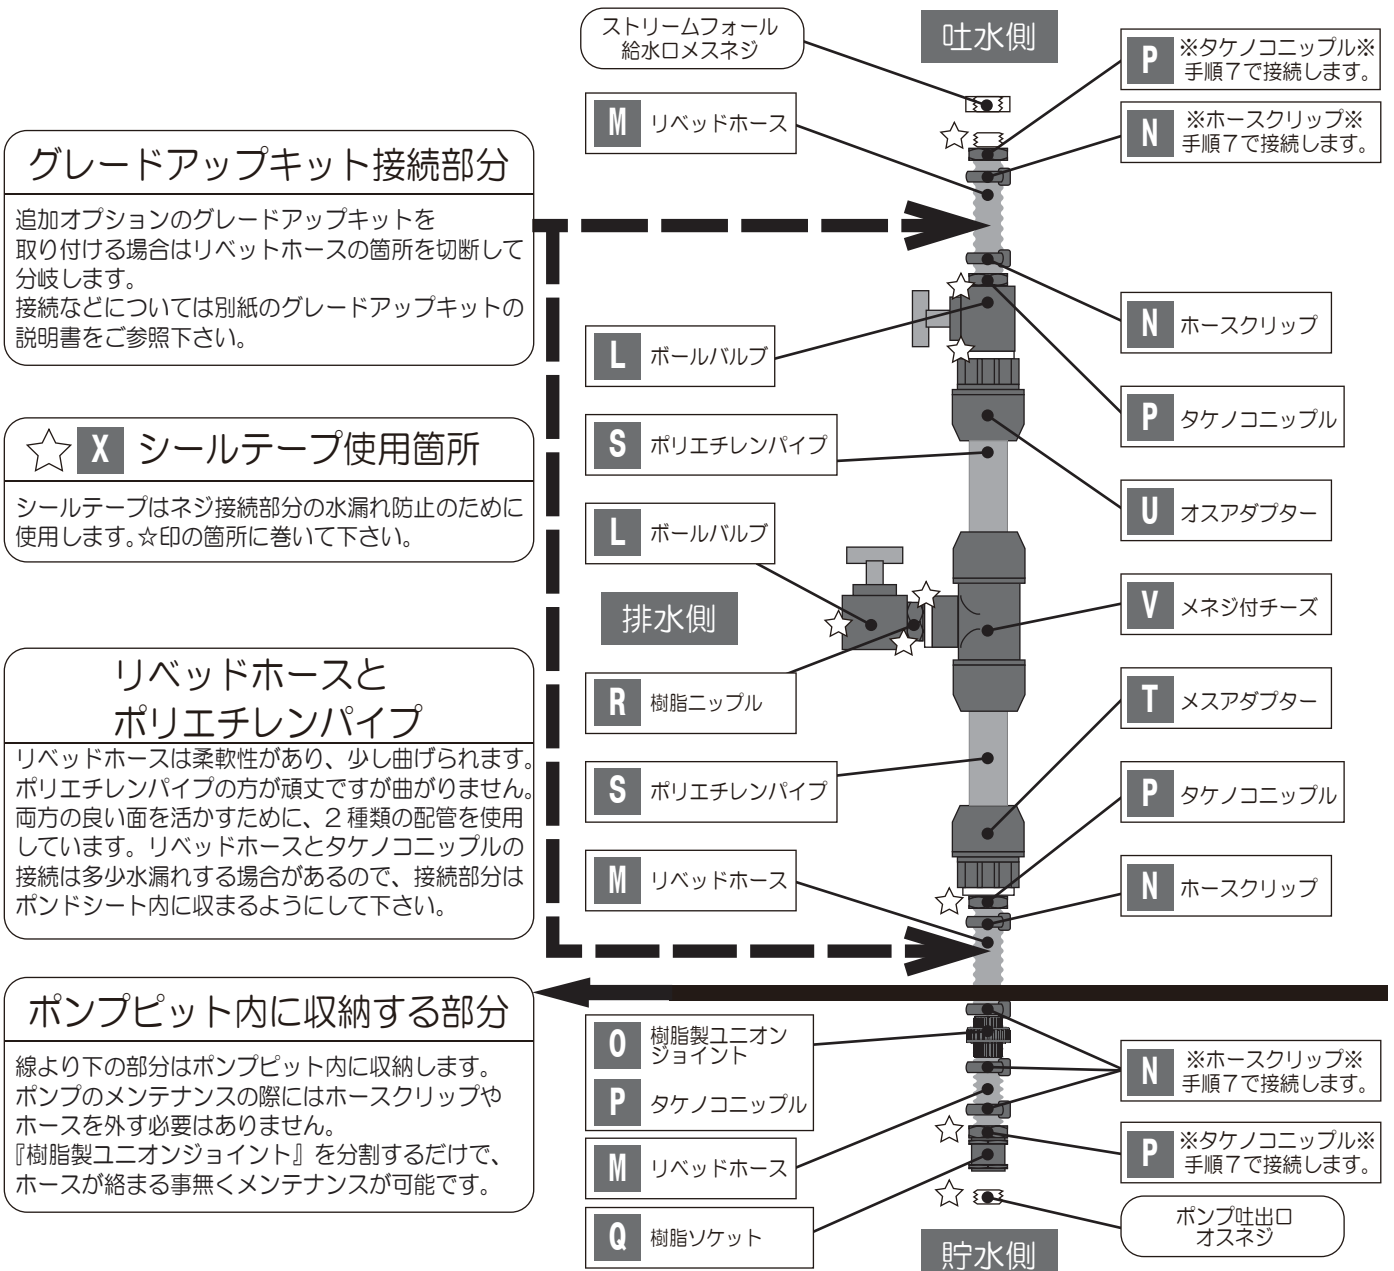 ストリームフォール
給水口メスネジ
吐水側
P ※タケノコニップル※
手順７で接続します。
M リベッドホース
N ※ホースクリップ※
手順７で接続します。
グレードアップキット接続部分
追加オプションのグレードアップキットを
取り付ける場合はリベットホースの箇所を切断して
分岐します。
接続などについては別紙のグレードアップキットの
説明書をご参照下さい。
N ホースクリップ
L ボールバルブ
P タケノコニップル
☆ X シールテープ使用箇所
シールテープはネジ接続部分の水漏れ防止のために
使用します。☆印の箇所に巻いて下さい。
S ポリエチレンパイプ
U オスアダプター
L ボールバルブ
排水側
V メネジ付チーズ
リベッドホースと
ポリエチレンパイプ
リベッドホースは柔軟性があり、少し曲げられます。
ポリエチレンパイプの方が頑丈ですが曲がりません。
両方の良い面を活かすために、２種類の配管を使用
しています。リベッドホースとタケノコニップルの
接続は多少水漏れする場合があるので、接続部分は
ポンドシート内に収まるようにして下さい。
R 樹脂ニップル
T メスアダプター
S ポリエチレンパイプ
P タケノコニップル
M リベッドホース
N ホースクリップ
ポンプピット内に収納する部分
線より下の部分はポンプピット内に収納します。
ポンプのメンテナンスの際にはホースクリップや
ホースを外す必要はありません。
『樹脂製ユニオンジョイント』を分割するだけで、
ホースが絡まる事無くメンテナンスが可能です。
O 樹脂製ユニオン
ジョイント
P タケノコニップル
N ※ホースクリップ※
手順７で接続します。
M リベッドホース
P ※タケノコニップル※
手順７で接続します。
Q 樹脂ソケット
ポンプ吐出口
オスネジ
貯水側